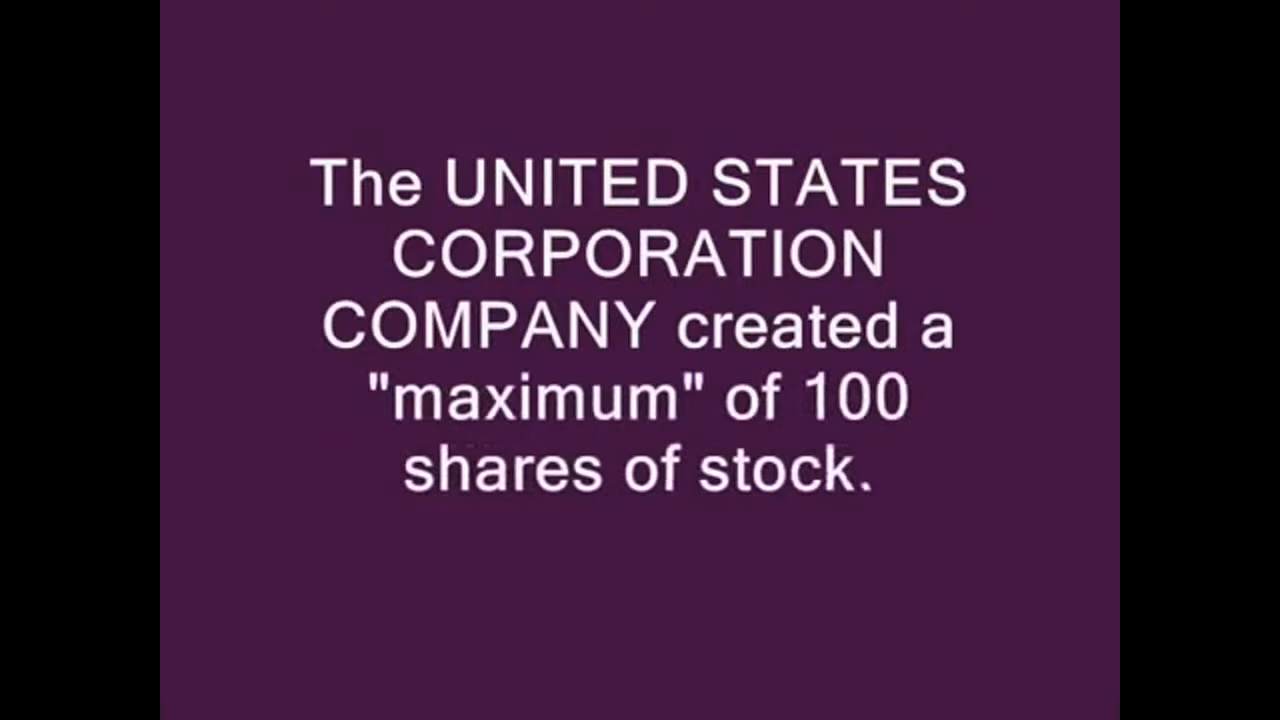 The UNITED STATES
CORPORATION
COMPANY created a
"maximum" of 100
shares of stock.